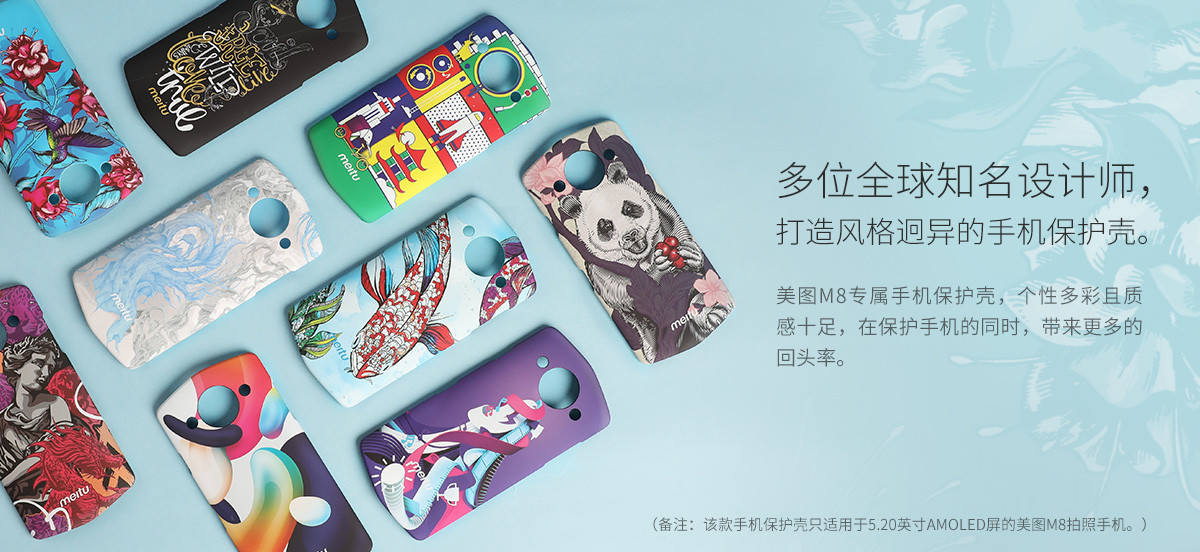 多位全球知名设计师，
打造风格迥异的手机保护壳。
美图M8专属手机保护壳，个性多彩且质
感十足，在保护手机的同时，带来更多的
回头率。
（备注：该款手机保护壳只适用于5.20英寸AMOLED屏的美图M8拍照手机。）
meitu
true
meitu
meitu
meitu
meitu
meitu
meitu
meitu